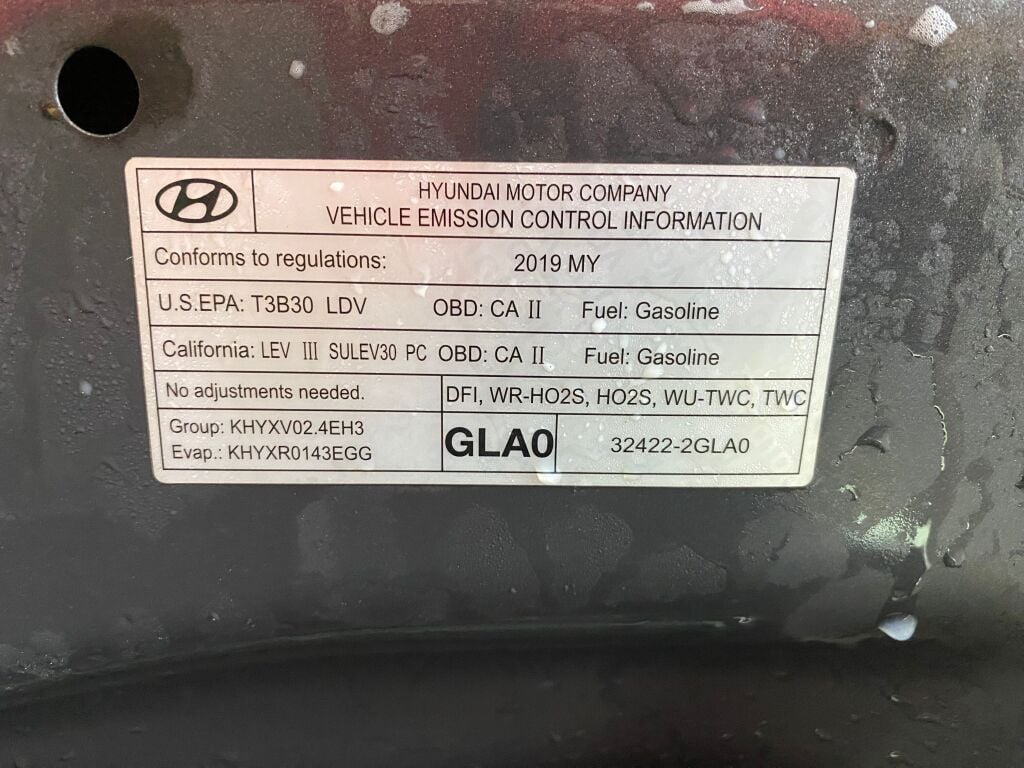 HYUNDAI MOTOR COMPANY
VEHICLE EMISSION CONTROL INFORMATION
Conforms to regulations: 2019 MY
U.S.EPA: T3B30 LDV OBD: CA II Fuel: Gasoline
California: LEV III SULEV30 PC OBD: CA II Fuel: Gasoline
No adjustments needed. DFI, WR-HO2S, HO2S, WU-TWC, TWC
Group: KHYXV02.4EH3
Evap.: KHYXR0143EGG
GLA0 32422-2GLA0